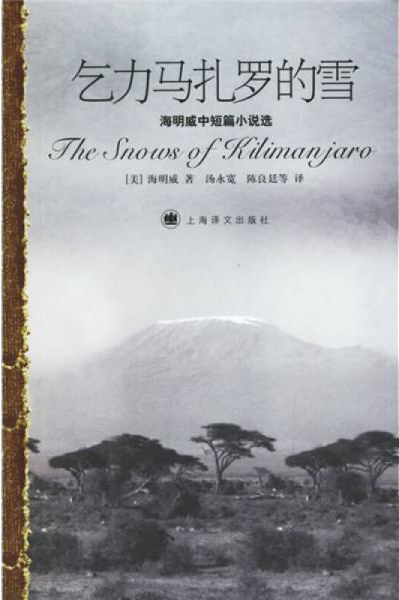 乞力马扎罗的雪
海明威中短篇小说选
The Snows of Kilimanjaro
[美] 海明威 著 汤永宽 陈良廷等 译
上海译文出版社